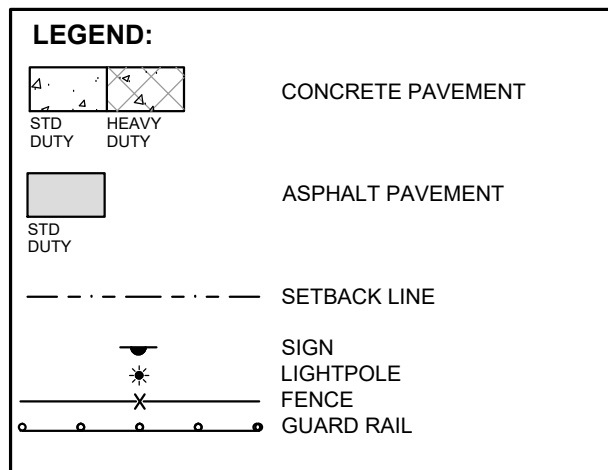 LEGEND:
CONCRETE PAVEMENT
STD HEAVY
DUTY DUTY
ASPHALT PAVEMENT
STD
DUTY
SETBACK LINE
SIGN
LIGHTPOLE
FENCE
GUARD RAIL